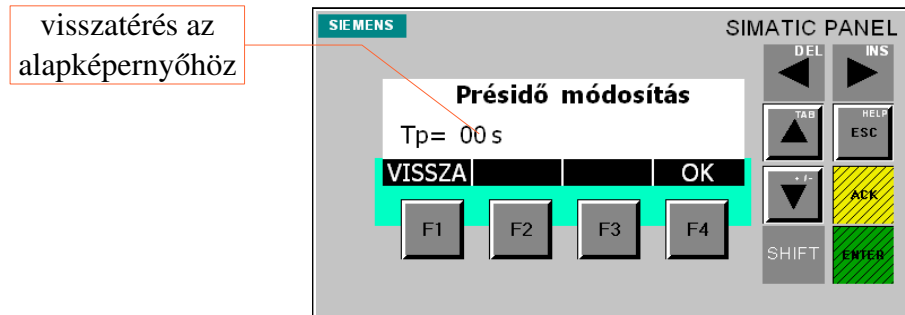 visszatérés az
alapképernyőhöz
SIEMENS
SIMATIC PANEL
DEL
INS
Présidő módosítás
TAB
HELP
ESC
Tp= 00 s
VISSZA
OK
+ /-
ACK
F1
F2
F3
F4
SHIFT
ENTER